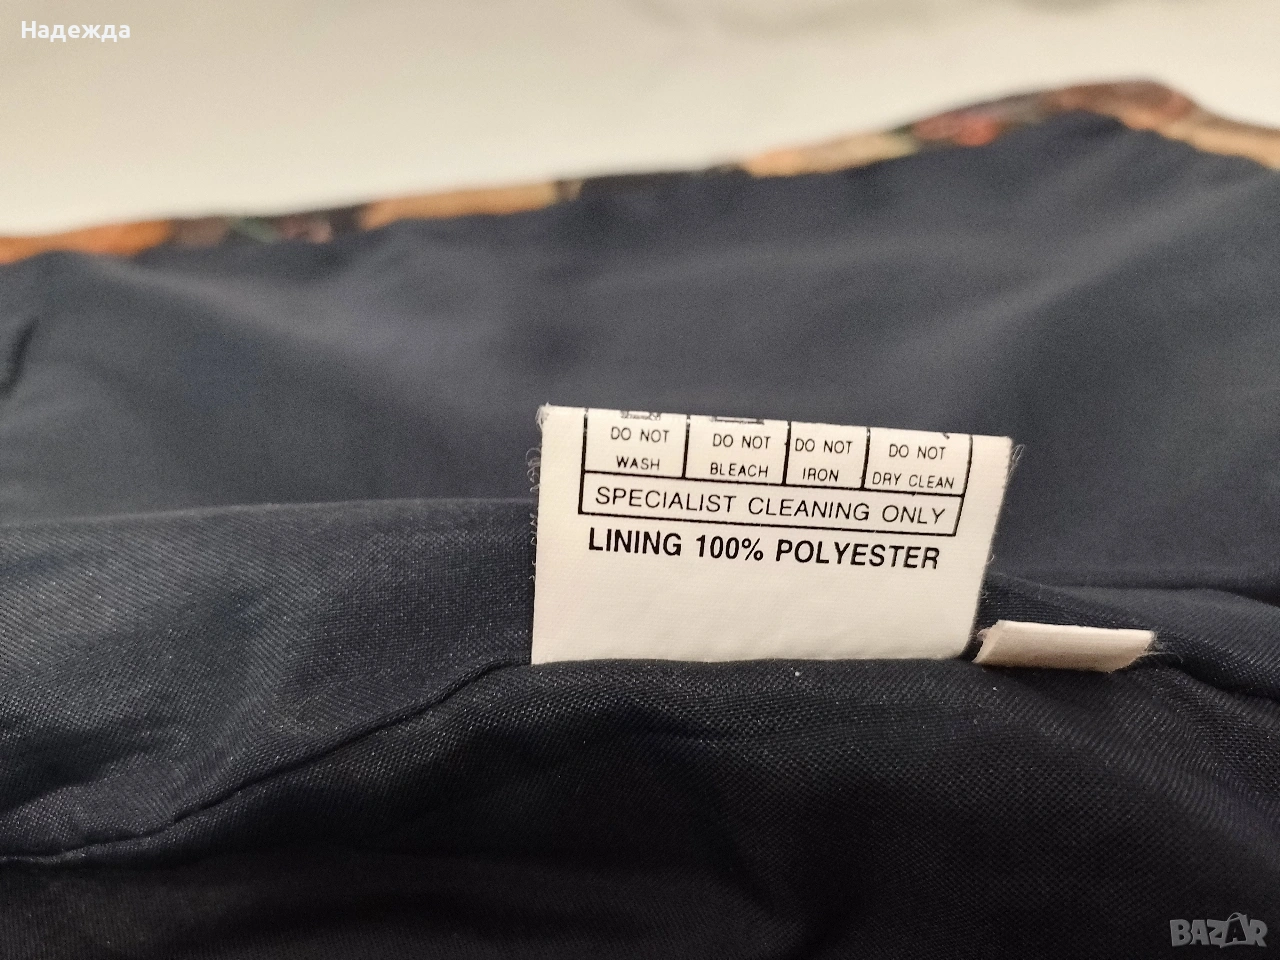 Надежда
DO NOT WASH
DO NOT BLEACH
DO NOT IRON
DO NOT DRY CLEAN
SPECIALIST CLEANING ONLY
LINING 100% POLYESTER
BAZAR